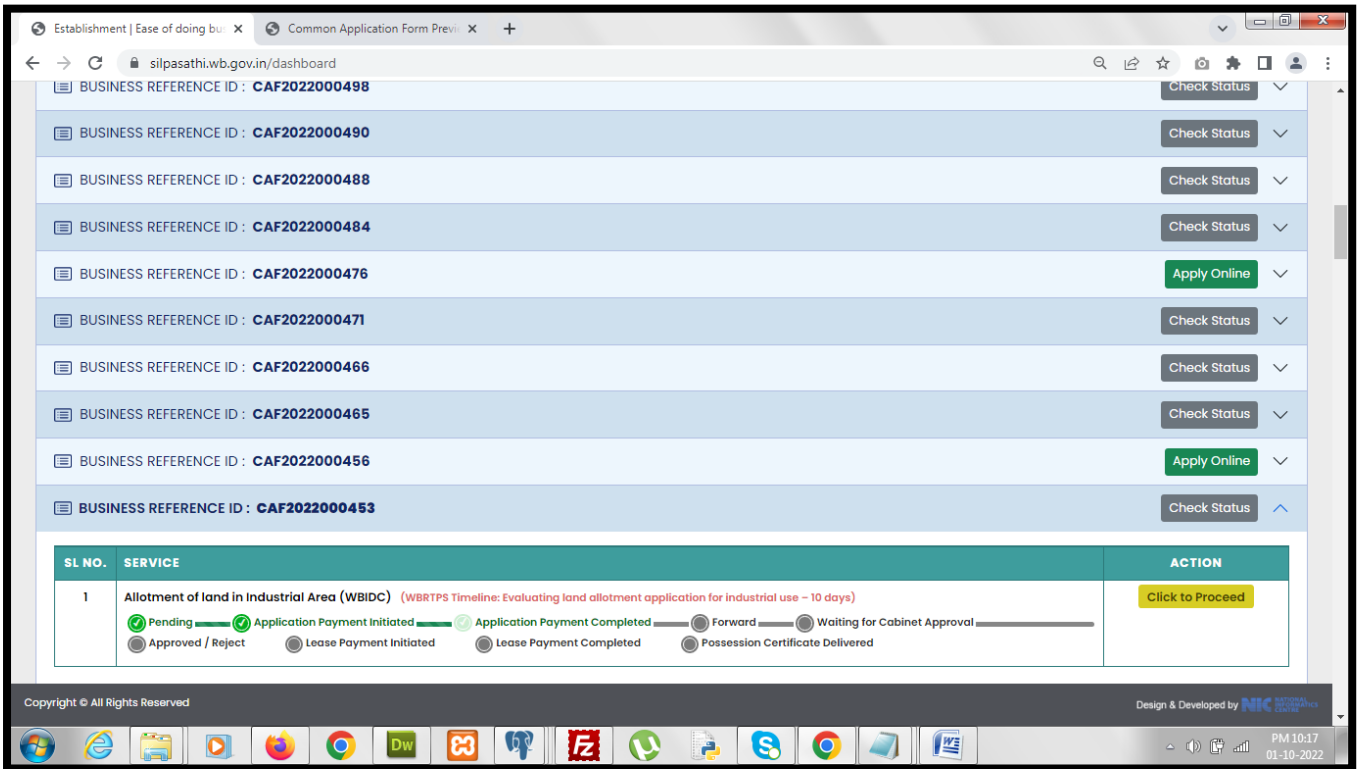 Establishment | Ease of doing bu
Common Application Form Previ
silpasathi.wb.gov.in/dashboard
BUSINESS REFERENCE ID : CAF2022000498 Check Status
BUSINESS REFERENCE ID : CAF2022000490 Check Status
BUSINESS REFERENCE ID : CAF2022000488 Check Status
BUSINESS REFERENCE ID : CAF2022000484 Check Status
BUSINESS REFERENCE ID : CAF2022000476 Apply Online
BUSINESS REFERENCE ID : CAF2022000471 Check Status
BUSINESS REFERENCE ID : CAF2022000466 Check Status
BUSINESS REFERENCE ID : CAF2022000465 Check Status
BUSINESS REFERENCE ID : CAF2022000456 Apply Online
BUSINESS REFERENCE ID : CAF2022000453 Check Status
SL NO. SERVICE ACTION
1 Allotment of land in Industrial Area (WBIDC) (WBRTPS Timeline: Evaluating land allotment application for industrial use – 10 days) Click to Proceed
Pending Application Payment Initiated Application Payment Completed Forward Waiting for Cabinet Approval
Approved / Reject Lease Payment Initiated Lease Payment Completed Possession Certificate Delivered
Copyright © All Rights Reserved Design & Developed by NIC NATIONAL INFORMATICS CENTRE
Dw
PM 10:17
01-10-2022